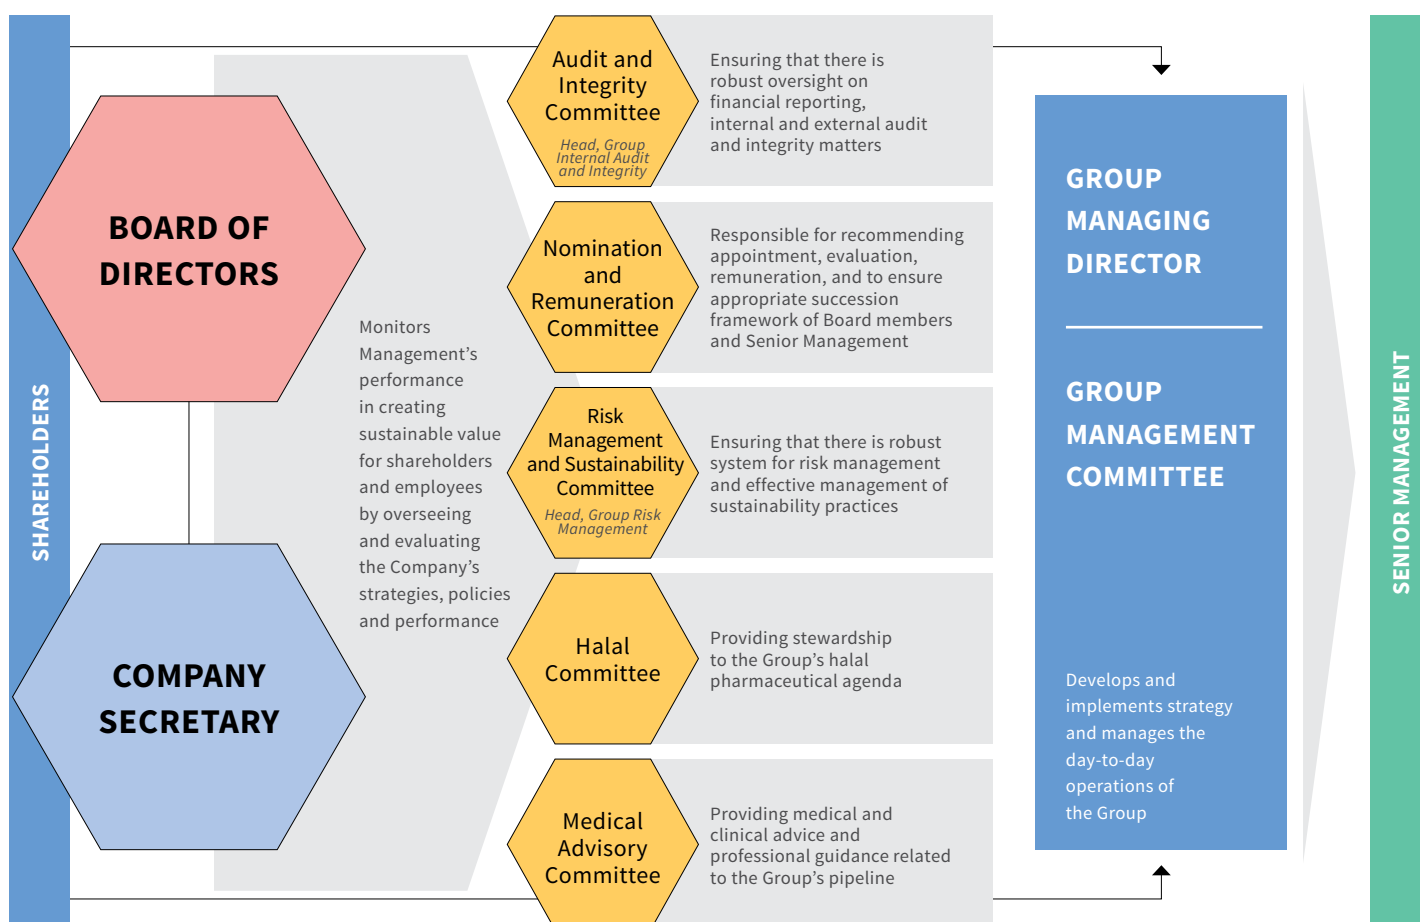 SHAREHOLDERS
BOARD OF
DIRECTORS
COMPANY
SECRETARY
Monitors
Management’s
performance
in creating
sustainable value
for shareholders
and employees
by overseeing
and evaluating
the Company’s
strategies, policies
and performance
Audit and
Integrity
Committee
Head, Group
Internal Audit
and Integrity
Ensuring that there is
robust oversight on
financial reporting,
internal and external audit
and integrity matters
Nomination
and
Remuneration
Committee
Responsible for recommending
appointment, evaluation,
remuneration, and to ensure
appropriate succession
framework of Board members
and Senior Management
Risk
Management
and Sustainability
Committee
Head, Group Risk
Management
Ensuring that there is robust
system for risk management
and effective management of
sustainability practices
Halal
Committee
Providing stewardship
to the Group’s halal
pharmaceutical agenda
Medical
Advisory
Committee
Providing medical and
clinical advice and
professional guidance related
to the Group’s pipeline
GROUP
MANAGING
DIRECTOR
GROUP
MANAGEMENT
COMMITTEE
Develops and
implements strategy
and manages the
day-to-day
operations of
the Group
SENIOR MANAGEMENT